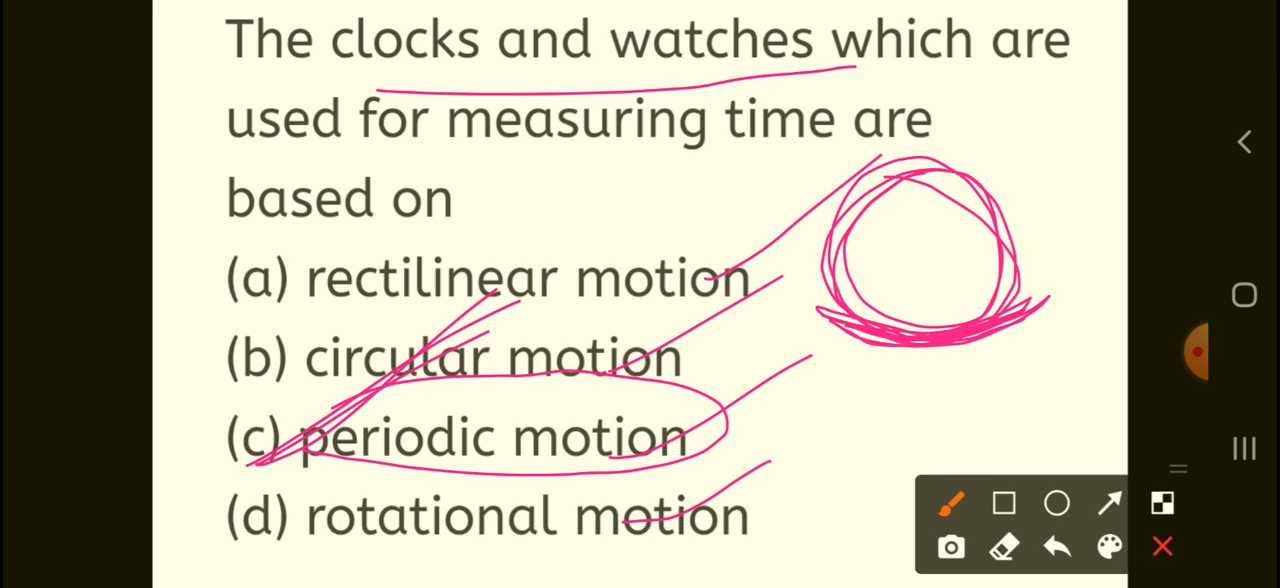 The clocks and watches which are
used for measuring time are
based on
(a) rectilinear motion
(b) circular motion
(c) periodic motion
(d) rotational motion